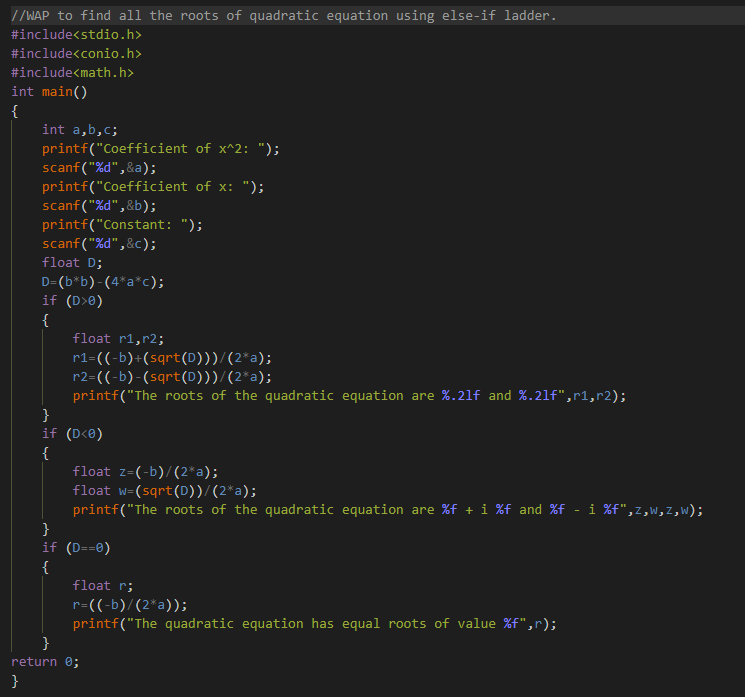 //WAP to find all the roots of quadratic equation using else-if ladder.
#include<stdio.h>
#include<conio.h>
#include<math.h>
int main()
{
    int a,b,c;
    printf("Coefficient of x^2: ");
    scanf("%d",&a);
    printf("Coefficient of x: ");
    scanf("%d",&b);
    printf("Constant: ");
    scanf("%d",&c);
    float D;
    D=(b*b)-(4*a*c);
    if (D>0)
    {
        float r1,r2;
        r1=((-b)+(sqrt(D)))/(2*a);
        r2=((-b)-(sqrt(D)))/(2*a);
        printf("The roots of the quadratic equation are %.2lf and %.2lf",r1,r2);
    }
    if (D<0)
    {
        float z=(-b)/(2*a);
        float w=(sqrt(D))/(2*a);
        printf("The roots of the quadratic equation are %f + i %f and %f - i %f",z,w,z,w);
    }
    if (D==0)
    {
        float r;
        r=((-b)/(2*a));
        printf("The quadratic equation has equal roots of value %f",r);
    }
return 0;
}